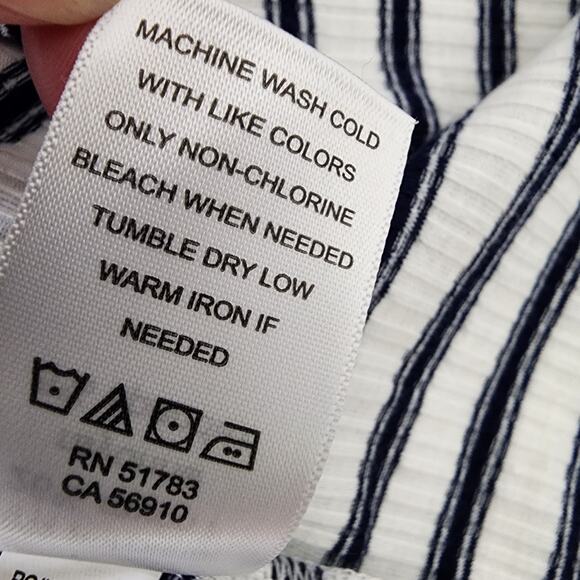 MACHINE WASH COLD
WITH LIKE COLORS
ONLY NON-CHLORINE
BLEACH WHEN NEEDED
TUMBLE DRY LOW
WARM IRON IF
NEEDED
RN 51783
CA 56910